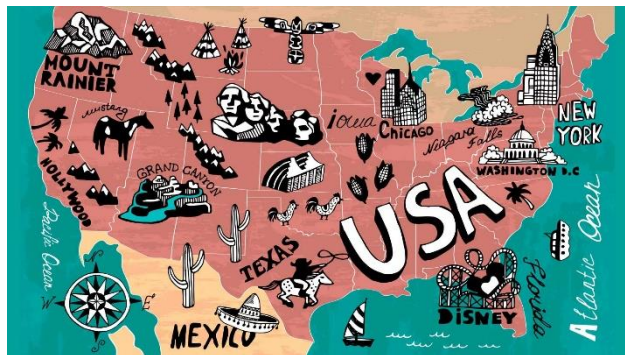 MOUNT
RAINIER
mustang
HOLLYWOOD
Pacific Ocean
GRAND CANYON
iowa
CHICAGO
Niagara
Falls
NEW
YORK
WASHINGTON D.C
USA
TEXAS
MEXICO
W
E
DISNEY
Florida
Atlantic Ocean